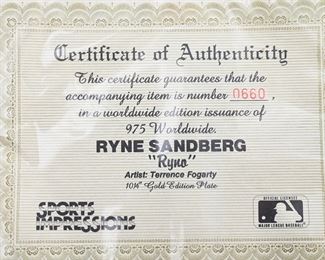 Certificate of Authenticity
This certificate guarantees that the
accompanying item is number 0660,
in a worldwide edition issuance of
975 Worldwide.
RYNE SANDBERG
"Ryno"
Artist: Terrence Fogarty
10¼" Gold Edition Plate
SPORTS
IMPRESSIONS
OFFICIAL LICENSEE
MAJOR LEAGUE BASEBALL